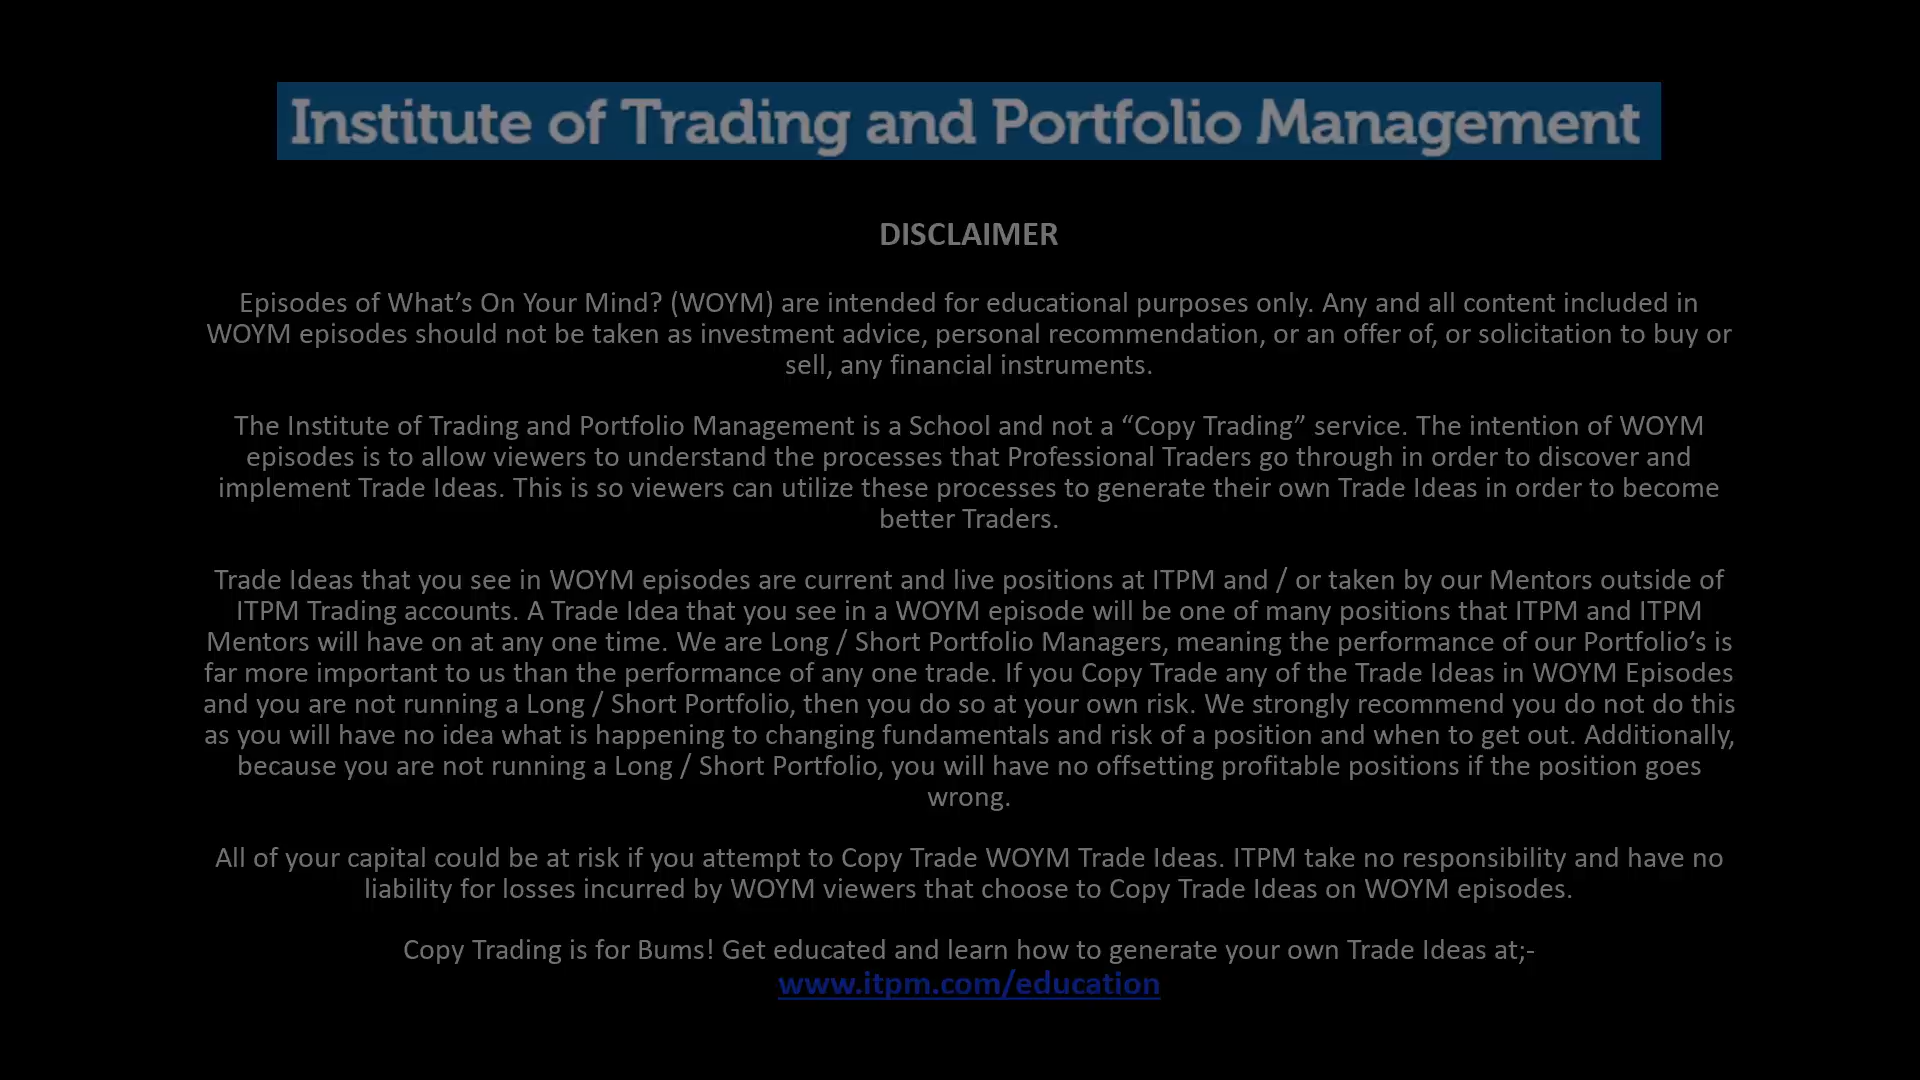 Institute of Trading and Portfolio Management
DISCLAIMER
Episodes of What’s On Your Mind? (WOYM) are intended for educational purposes only. Any and all content included in
WOYM episodes should not be taken as investment advice, personal recommendation, or an offer of, or solicitation to buy or
sell, any financial instruments.
The Institute of Trading and Portfolio Management is a School and not a “Copy Trading” service. The intention of WOYM
episodes is to allow viewers to understand the processes that Professional Traders go through in order to discover and
implement Trade Ideas. This is so viewers can utilize these processes to generate their own Trade Ideas in order to become
better Traders.
Trade Ideas that you see in WOYM episodes are current and live positions at ITPM and / or taken by our Mentors outside of
ITPM Trading accounts. A Trade Idea that you see in a WOYM episode will be one of many positions that ITPM and ITPM
Mentors will have on at any one time. We are Long / Short Portfolio Managers, meaning the performance of our Portfolio’s is
far more important to us than the performance of any one trade. If you Copy Trade any of the Trade Ideas in WOYM Episodes
and you are not running a Long / Short Portfolio, then you do so at your own risk. We strongly recommend you do not do this
as you will have no idea what is happening to changing fundamentals and risk of a position and when to get out. Additionally,
because you are not running a Long / Short Portfolio, you will have no offsetting profitable positions if the position goes
wrong.
All of your capital could be at risk if you attempt to Copy Trade WOYM Trade Ideas. ITPM take no responsibility and have no
liability for losses incurred by WOYM viewers that choose to Copy Trade Ideas on WOYM episodes.
Copy Trading is for Bums! Get educated and learn how to generate your own Trade Ideas at;-
www.itpm.com/education